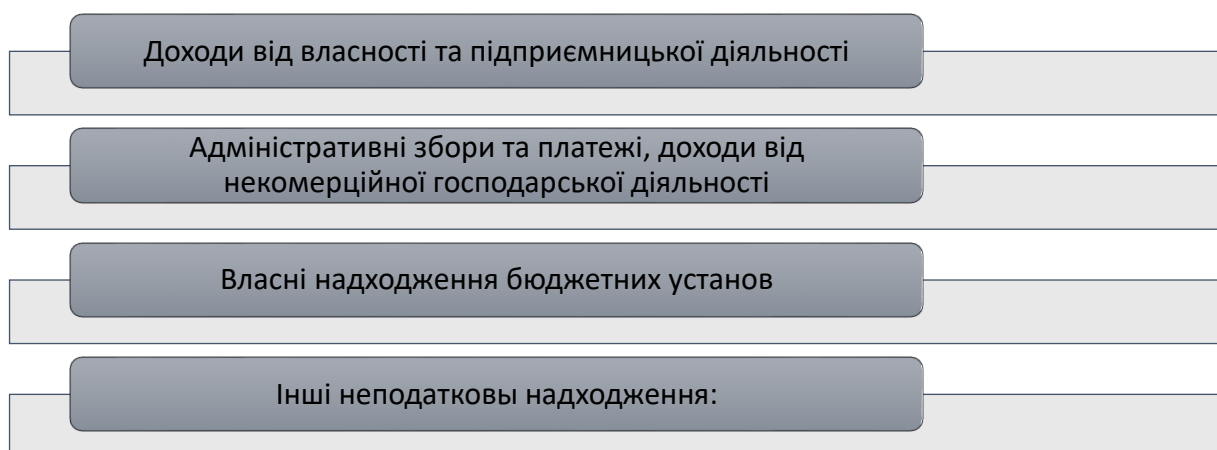 Доходи від власності та підприємницької діяльності
Адміністративні збори та платежі, доходи від
некомерційної господарської діяльності
Власні надходження бюджетних установ
Інші неподатковы надходження: